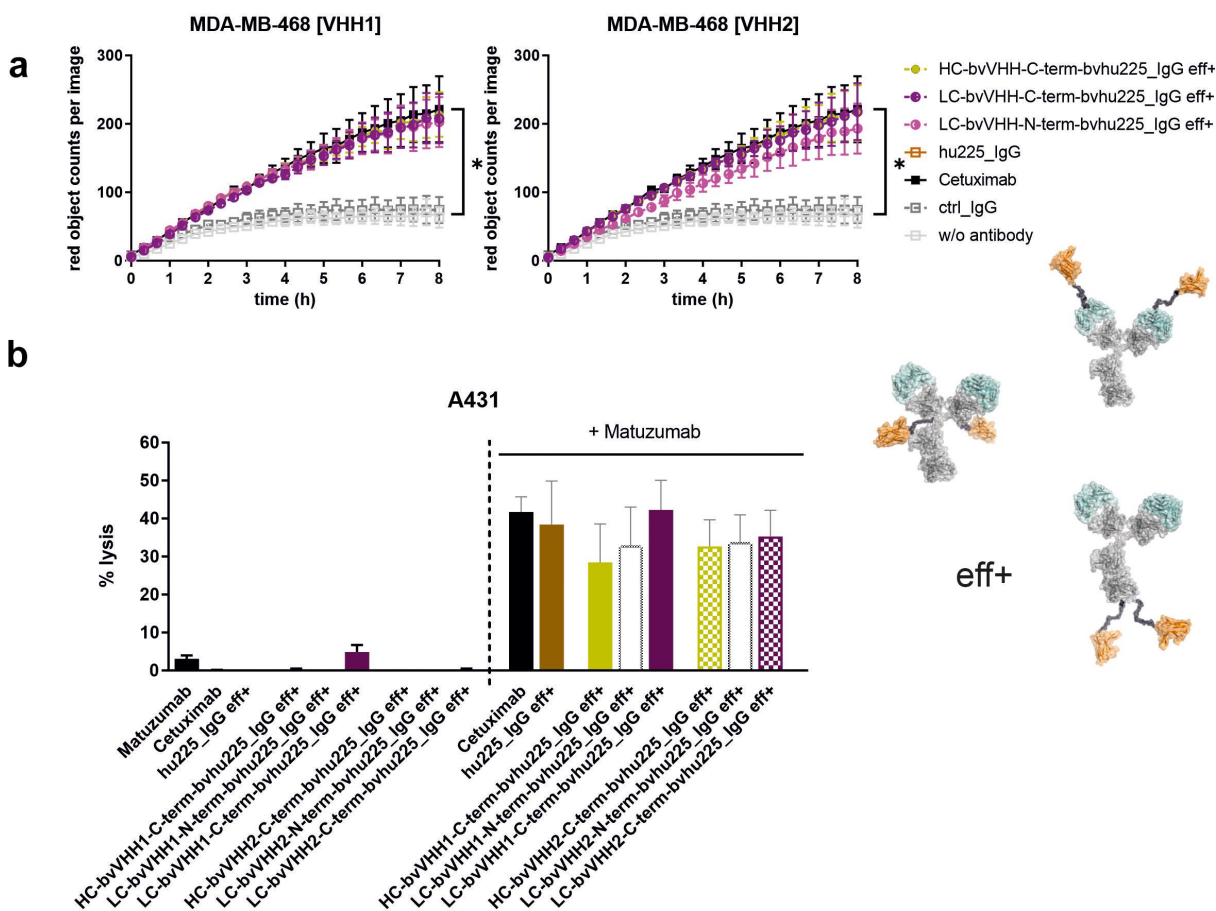 a
MDA-MB-468 [VHH1]
red object counts per image
300
200
100
0
0 1 2 3 4 5 6 7 8
time (h)
*
MDA-MB-468 [VHH2]
red object counts per image
300
200
100
0
0 1 2 3 4 5 6 7 8
time (h)
*
HC-bvVHH-C-term-bvhu225_IgG eff+
LC-bvVHH-C-term-bvhu225_IgG eff+
LC-bvVHH-N-term-bvhu225_IgG eff+
hu225_IgG
Cetuximab
ctrl_IgG
w/o antibody
b
A431
+ Matuzumab
% lysis
60
50
40
30
20
10
0
Matuzumab
Cetuximab
hu225_IgG eff+
HC-bvVHH1-C-term-bvhu225_IgG eff+
LC-bvVHH1-N-term-bvhu225_IgG eff+
LC-bvVHH1-C-term-bvhu225_IgG eff+
HC-bvVHH2-C-term-bvhu225_IgG eff+
LC-bvVHH2-N-term-bvhu225_IgG eff+
LC-bvVHH2-C-term-bvhu225_IgG eff+
Cetuximab
hu225_IgG eff+
HC-bvVHH1-C-term-bvhu225_IgG eff+
LC-bvVHH1-N-term-bvhu225_IgG eff+
LC-bvVHH1-C-term-bvhu225_IgG eff+
HC-bvVHH2-C-term-bvhu225_IgG eff+
LC-bvVHH2-N-term-bvhu225_IgG eff+
LC-bvVHH2-C-term-bvhu225_IgG eff+
eff+